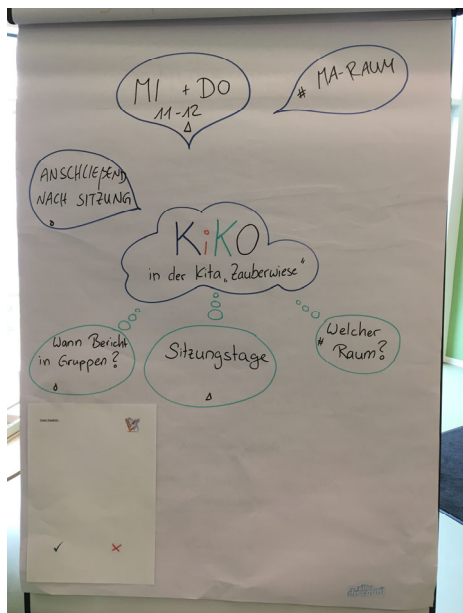 MI + DO
11-12
# MA-RAUM
ANSCHLIEßEND
NACH SITZUNG
KiKO
in der Kita „Zauberwiese“
Wann Bericht
in Gruppen?
Sitzungstage
Welcher
# Raum?